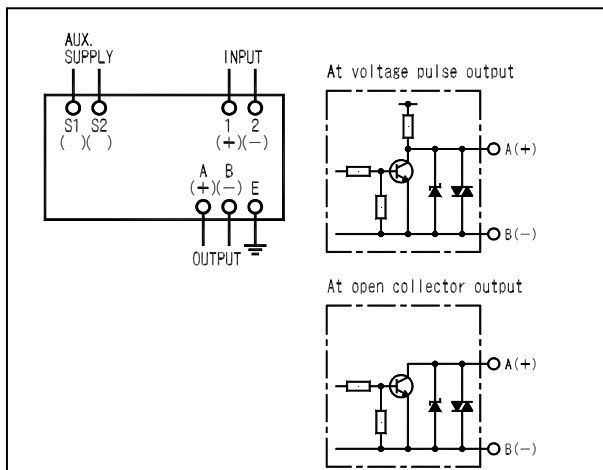 AUX.
SUPPLY
INPUT
S1 S2 1 2
( )( ) (+)(−)
A B E
(+)(−)
OUTPUT
At voltage pulse output
A(+)
B(−)
At open collector output
A(+)
B(−)